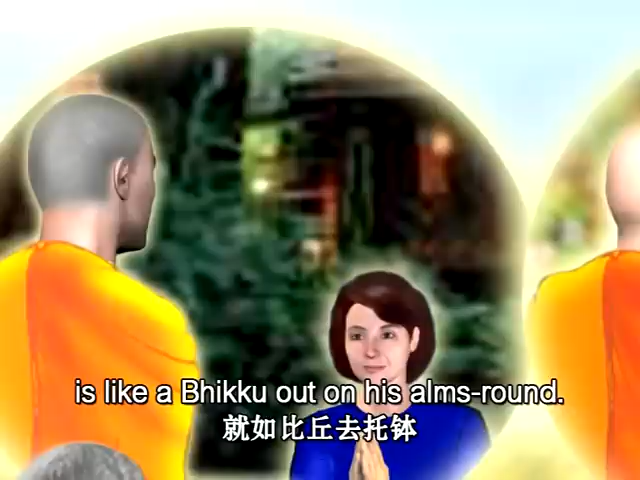 is like a Bhikku out on his alms-round.
就如比丘去托钵